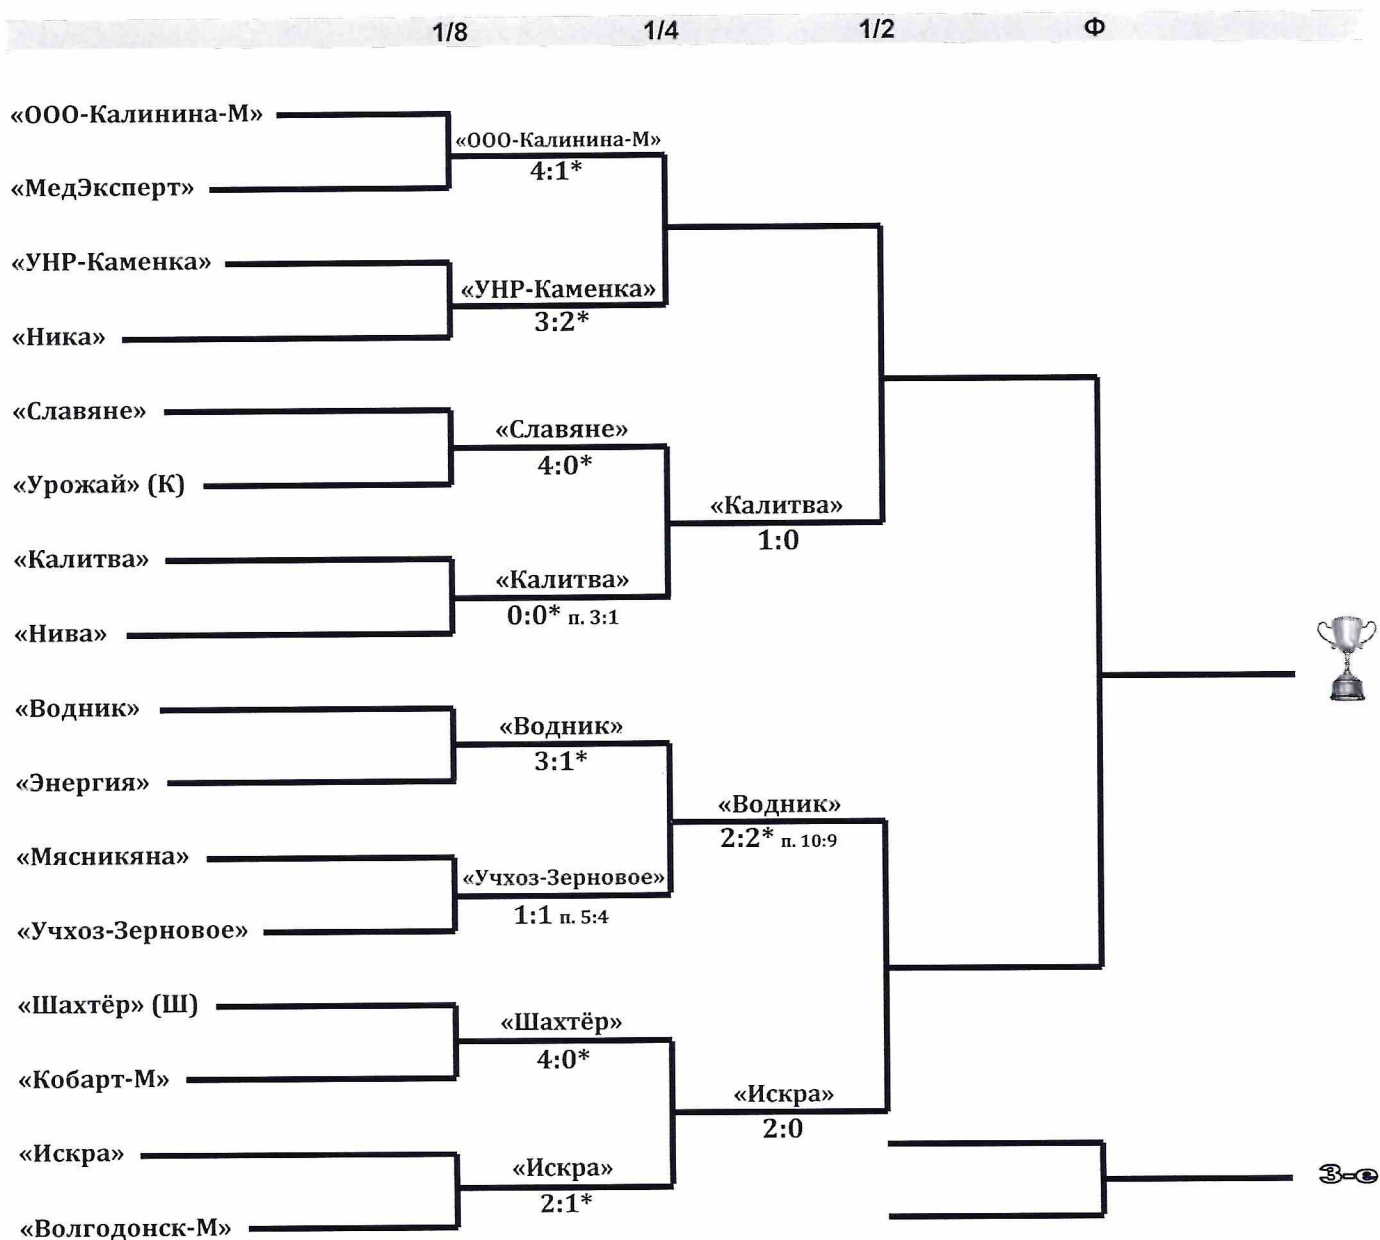 1/8 1/4 1/2 Ф
«ООО-Калинина-М»
«ООО-Калинина-М»
4:1*
«МедЭксперт»
«УНР-Каменка»
«УНР-Каменка»
3:2*
«Ника»
«Славяне»
«Славяне»
4:0*
«Урожай» (К)
«Калитва»
1:0
«Калитва»
«Калитва»
0:0* п. 3:1
«Нива»
«Водник»
«Водник»
3:1*
«Энергия»
«Водник»
2:2* п. 10:9
«Мясникяна»
«Учхоз-Зерновое»
1:1 п. 5:4
«Учхоз-Зерновое»
«Шахтёр» (Ш)
«Шахтёр»
4:0*
«Кобарт-М»
«Искра»
2:0
«Искра»
«Искра»
2:1*
3-е
«Волгодонск-М»